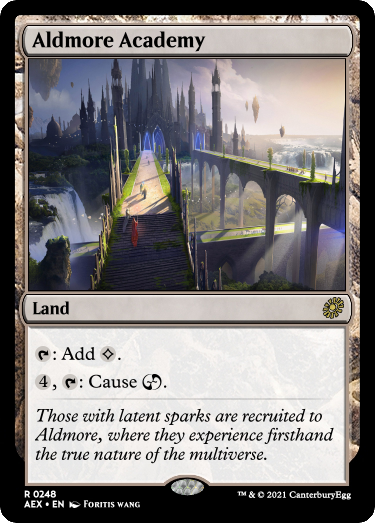 Aldmore Academy
Land
: Add .
4, : Cause .
Those with latent sparks are recruited to
Aldmore, where they experience firsthand
the true nature of the multiverse.
R 0248
AEX • EN Foritis wang
™ & © 2021 CanterburyEgg